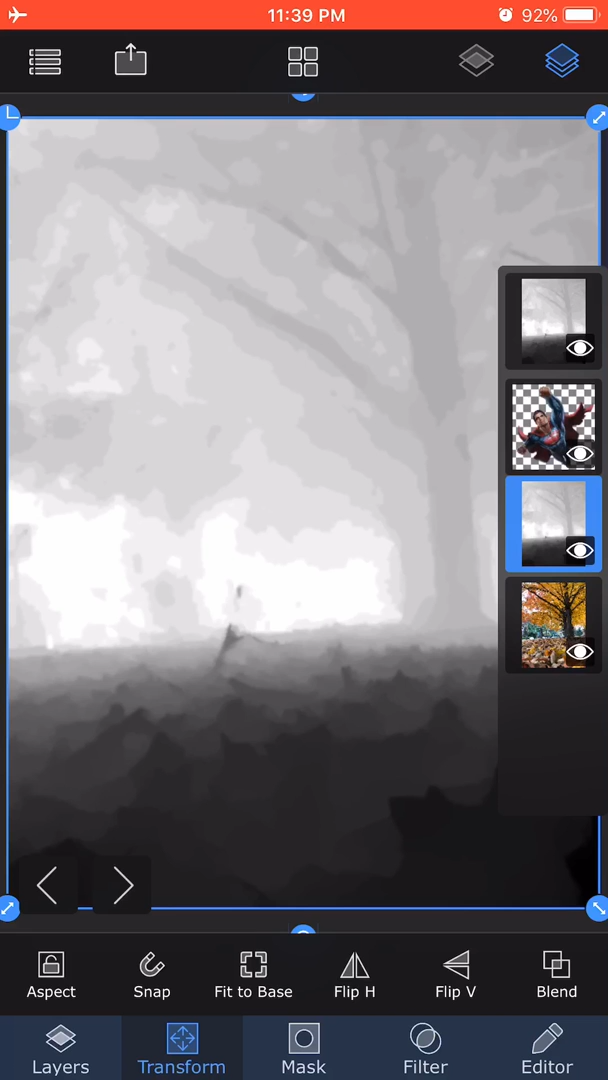 11:39 PM
92%
Aspect
Snap
Fit to Base
Flip H
Flip V
Blend
Layers
Transform
Mask
Filter
Editor